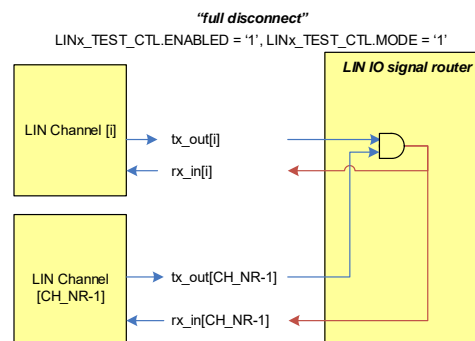 “full disconnect”
LINx_TEST_CTL.ENABLED = ‘1’, LINx_TEST_CTL.MODE = ‘1’
LIN IO signal router
LIN Channel [i]
tx_out[i]
rx_in[i]
LIN Channel
[CH_NR-1]
tx_out[CH_NR-1]
rx_in[CH_NR-1]